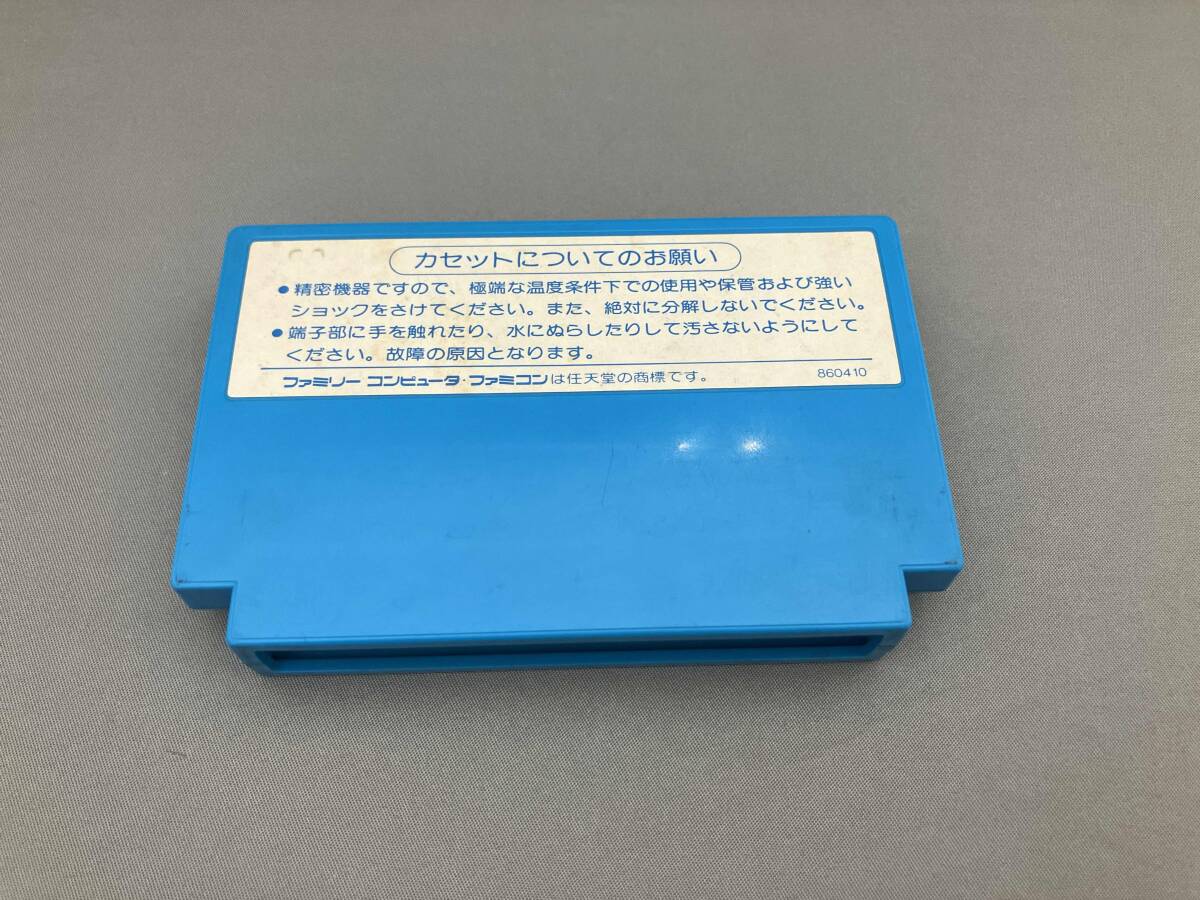 カセットについてのお願い
●精密機器ですので、極端な温度条件下での使用や保管および強い
ショックをさけてください。また、絶対に分解しないでください。
●端子部に手を触れたり、水にぬらしたりして汚さないようにして
ください。故障の原因となります。
ファミリー コンピュータ・ファミコンは任天堂の商標です。 860410